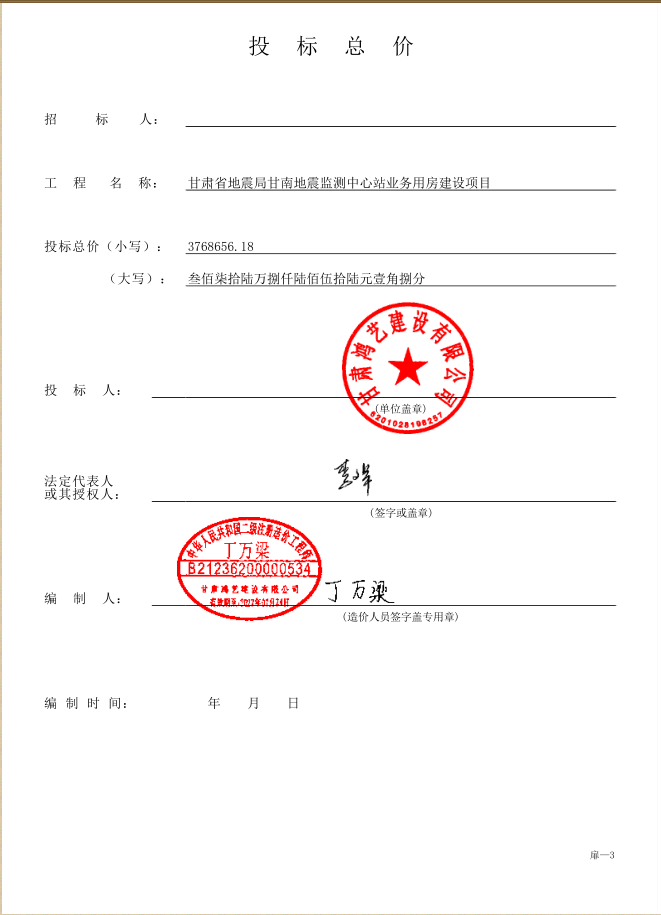 投 标 总 价
招 标 人：
工 程 名 称： 甘肃省地震局甘南地震监测中心站业务用房建设项目
投标总价（小写）： 3768656.18
（大写）： 叁佰柒拾陆万捌仟陆佰伍拾陆元壹角捌分
甘肃鸿艺建设有限公司
投 标 人：
(单位盖章)
6201028198257
法定代表人
或其授权人：
(签字或盖章)
中华人民共和国二级注册造价工程师
丁万梁
B21236200000534
甘肃鸿艺建设有限公司
编 制 人： 丁万梁
(造价人员签字盖专用章)
编 制 时 间： 年 月 日
扉—3